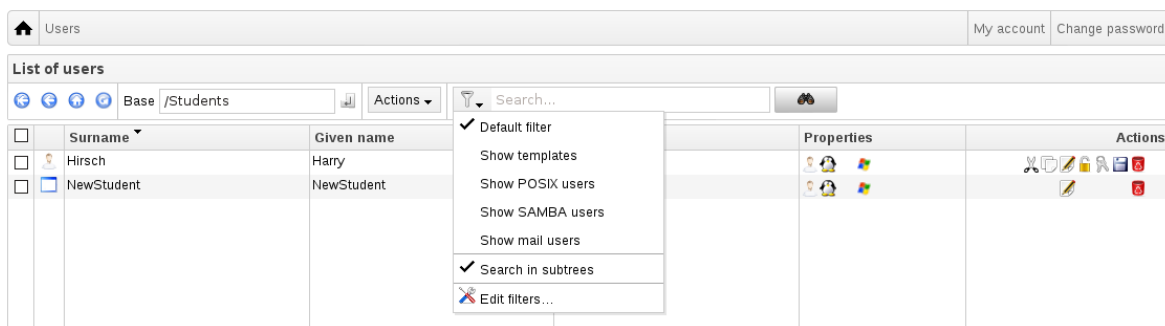 Users
My account Change password
List of users
Base /Students Actions Search...
Surname Given name Properties Actions
Hirsch Harry
NewStudent NewStudent
Default filter
Show templates
Show POSIX users
Show SAMBA users
Show mail users
Search in subtrees
Edit filters...